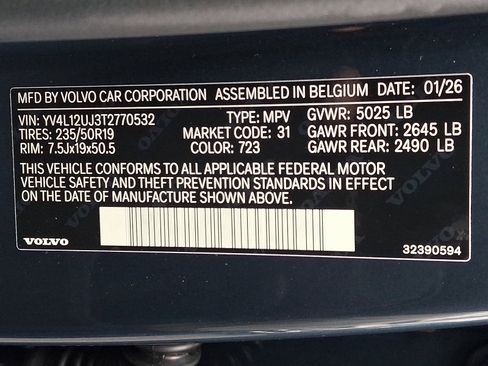 MFD BY VOLVO CAR CORPORATION ASSEMBLED IN BELGIUM DATE: 01/26
VIN: YV4L12UJ3T2770532 TYPE: MPV GVWR: 5025 LB
TIRES: 235/50R19 MARKET CODE: 31 GAWR FRONT: 2645 LB
RIM: 7.5Jx19x50.5 COLOR: 723 GAWR REAR: 2490 LB
THIS VEHICLE CONFORMS TO ALL APPLICABLE FEDERAL MOTOR
VEHICLE SAFETY AND THEFT PREVENTION STANDARDS IN EFFECT
ON THE DATE OF MANUFACTURE SHOWN ABOVE.
VOLVO 32390594